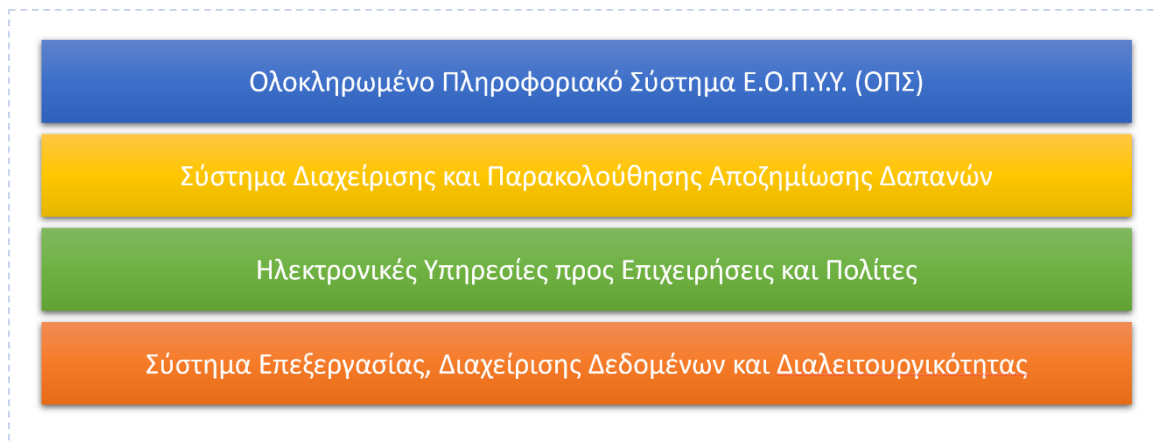 Ολοκληρωμένο Πληροφοριακό Σύστημα Ε.Ο.Π.Υ.Υ. (ΟΠΣ)
Σύστημα Διαχείρισης και Παρακολούθησης Αποζημίωσης Δαπανών
Ηλεκτρονικές Υπηρεσίες προς Επιχειρήσεις και Πολίτες
Σύστημα Επεξεργασίας, Διαχείρισης Δεδομένων και Διαλειτουργικότητας